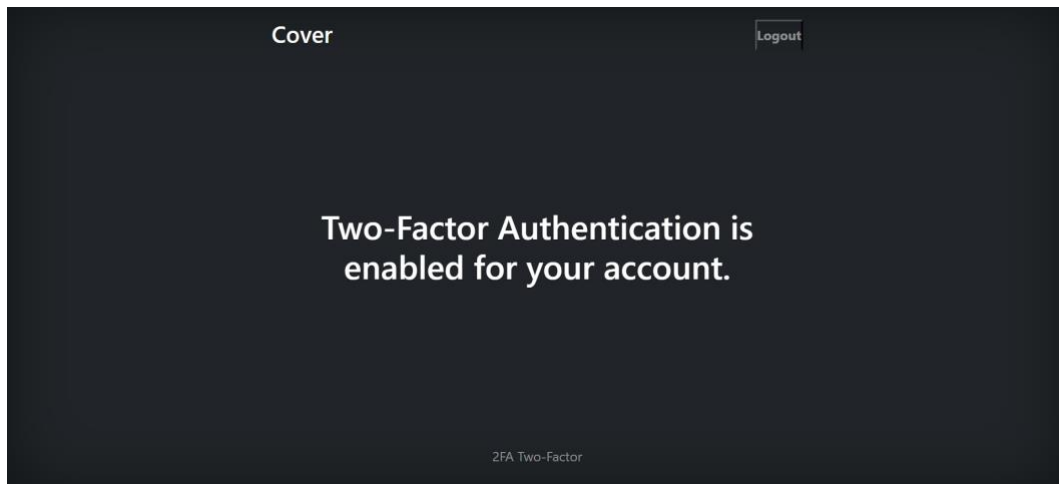 Cover
Logout
Two-Factor Authentication is
enabled for your account.
2FA Two-Factor